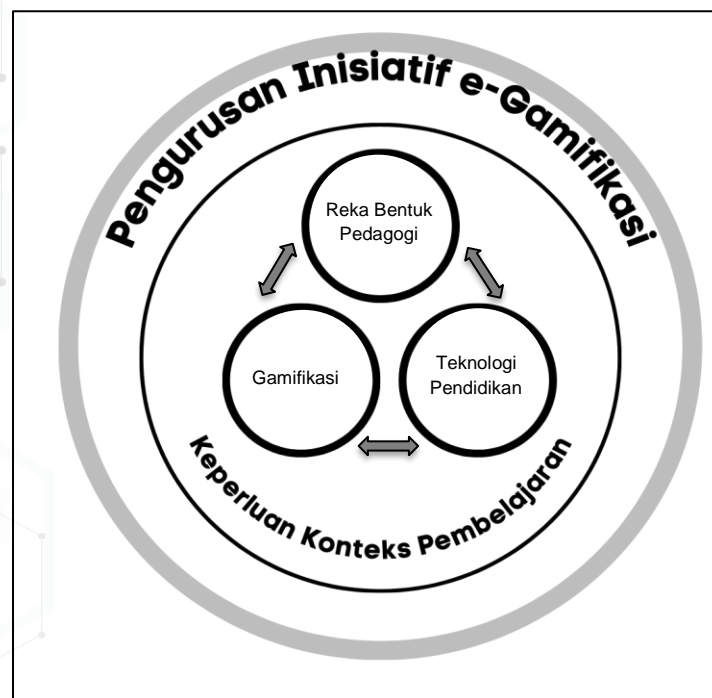 Pengurusan Inisiatif e-Gamifikasi
Reka Bentuk
Pedagogi
Gamifikasi
Teknologi
Pendidikan
Keperluan Konteks Pembelajaran